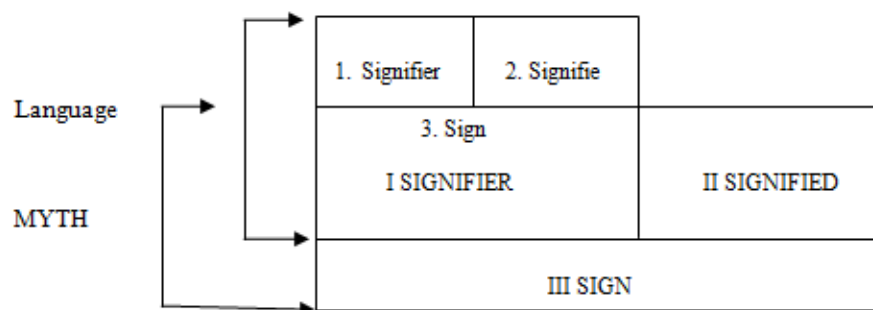 1. Signifier
2. Signifie
Language
3. Sign
I SIGNIFIER
II SIGNIFIED
MYTH
III SIGN